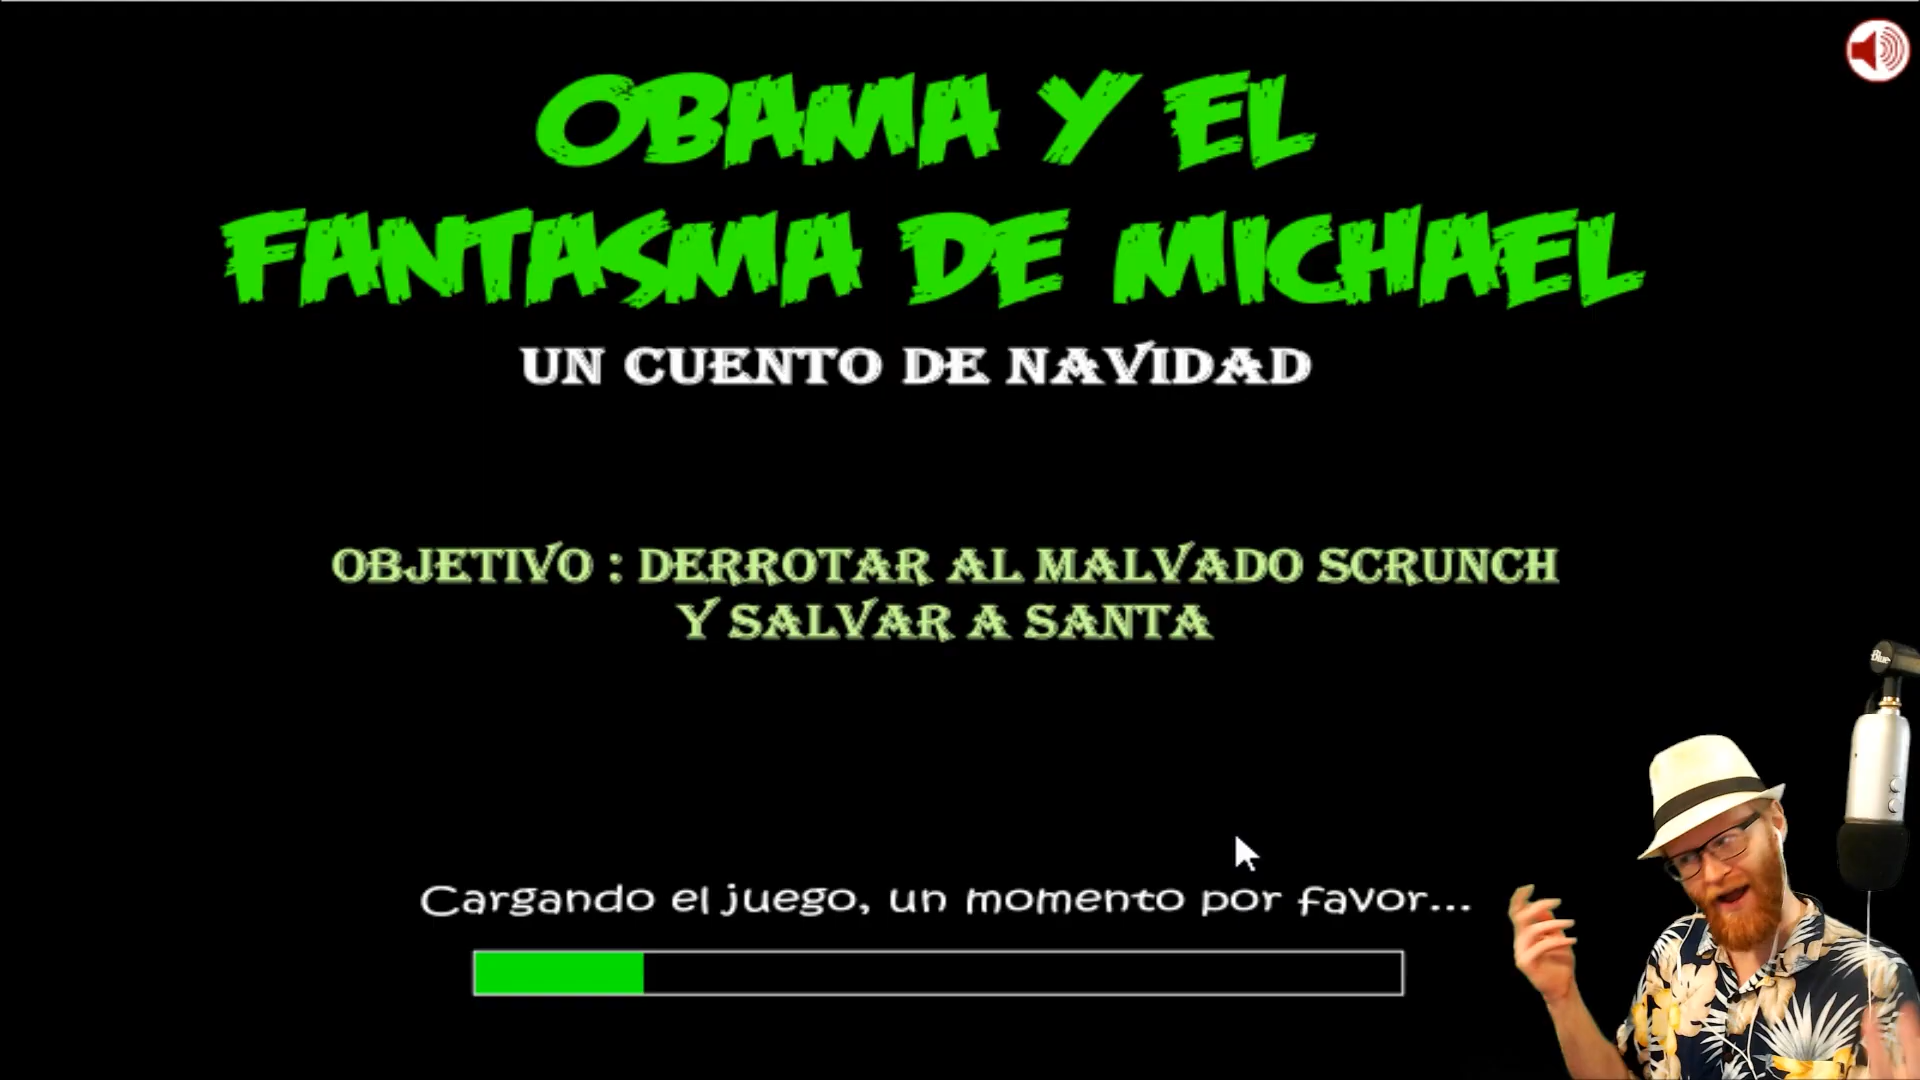 OBAMA Y EL
FANTASMA DE MICHAEL
UN CUENTO DE NAVIDAD
OBJETIVO : DERROTAR AL MALVADO SCRUNCH
Y SALVAR A SANTA
Cargando el juego, un momento por favor...
Blue